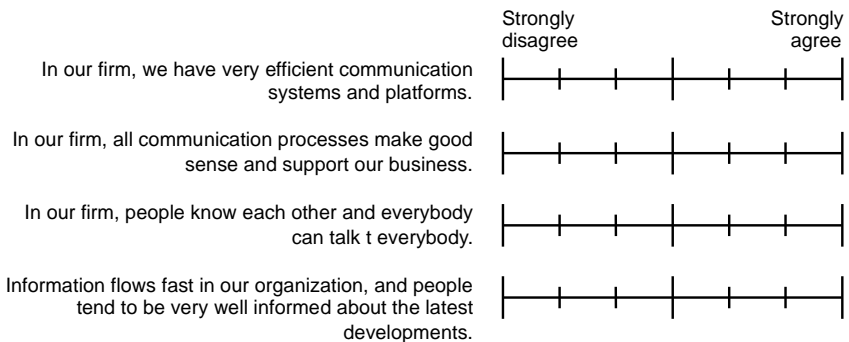 Strongly
disagree
Strongly
agree
In our firm, we have very efficient communication
systems and platforms.
In our firm, all communication processes make good
sense and support our business.
In our firm, people know each other and everybody
can talk t everybody.
Information flows fast in our organization, and people
tend to be very well informed about the latest
developments.